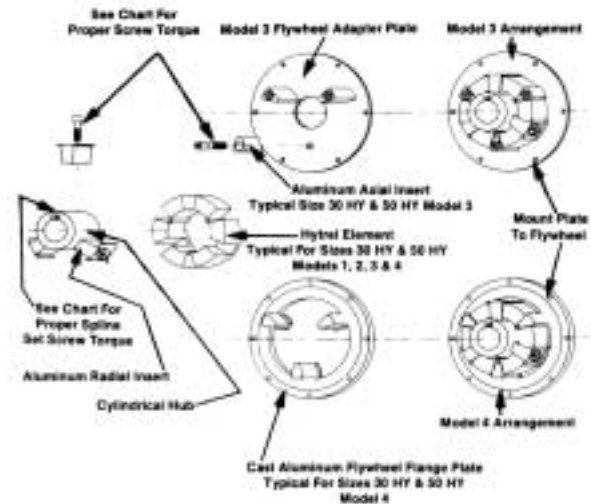 See Chart For
Proper Screw Torque
Model 3 Flywheel Adapter Plate
Model 3 Arrangement
Aluminum Axial Insert
Typical Size 30 HY & 50 HY Model 3
Mount Plate
To Flywheel
Hytrel Element
Typical For Sizes 30 HY & 50 HY
Models 1, 2, 3 & 4
See Chart For
Proper Spline
Set Screw Torque
Aluminum Radial Insert
Cylindrical Hub
Model 4 Arrangement
Cast Aluminum Flywheel Flange Plate
Typical For Sizes 30 HY & 50 HY
Model 4